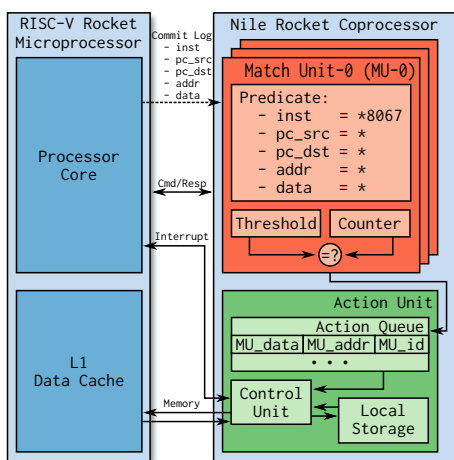 RISC-V Rocket
Microprocessor
Processor
Core
L1
Data Cache
Commit Log
- inst
- pc_src
- pc_dst
- addr
- data
Cmd/Resp
Interrupt
Memory
Nile Rocket Coprocessor
Match Unit-0 (MU-0)
Predicate:
- inst = *8067
- pc_src = *
- pc_dst = *
- addr = *
- data = *
Threshold
Counter
=?
Action Unit
Action Queue
MU_data MU_addr MU_id
• • •
Control
Unit
Local
Storage